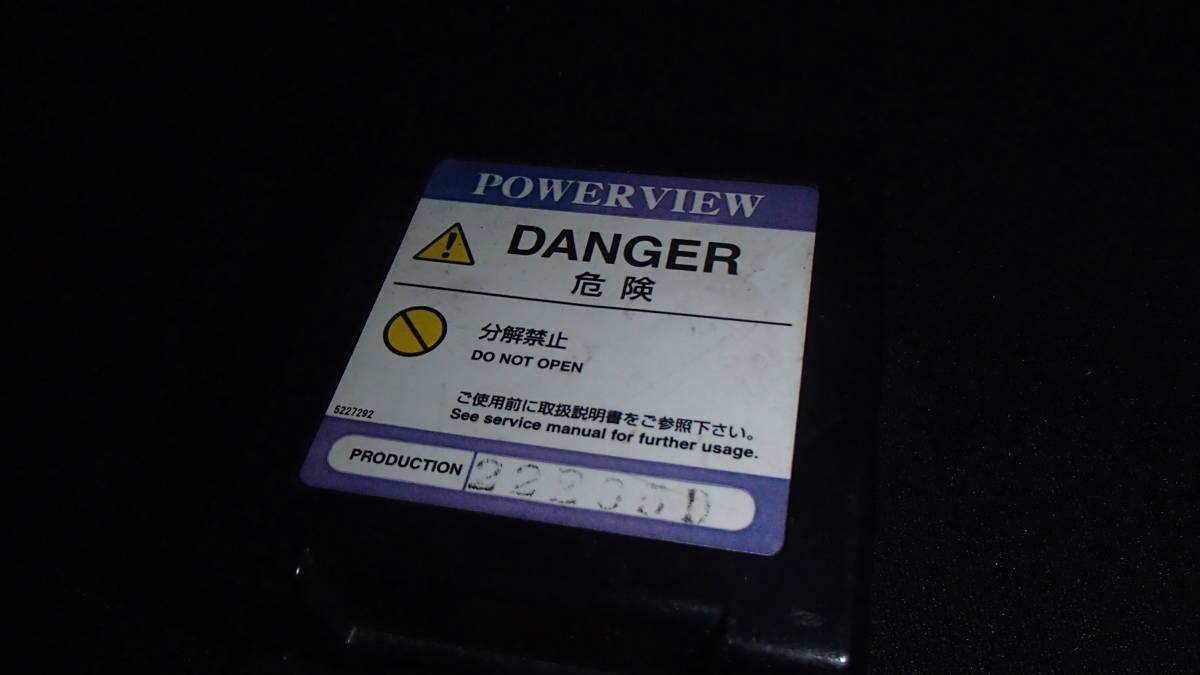 POWERVIEW
DANGER
危険
分解禁止
DO NOT OPEN
ご使用前に取扱説明書をご参照下さい。
See service manual for further usage.
5227292
PRODUCTION 222050D